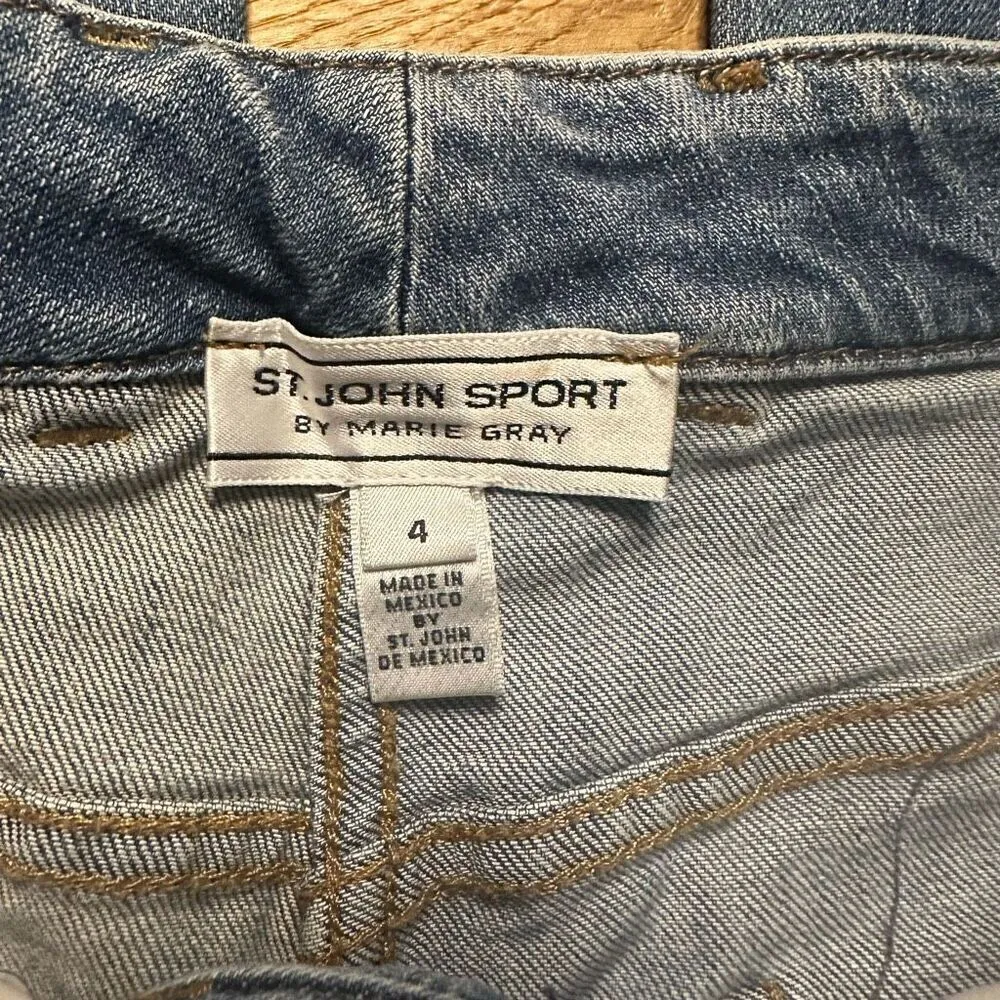 ST. JOHN SPORT
BY MARIE GRAY
4
MADE IN
MEXICO
BY
ST. JOHN
DE MEXICO